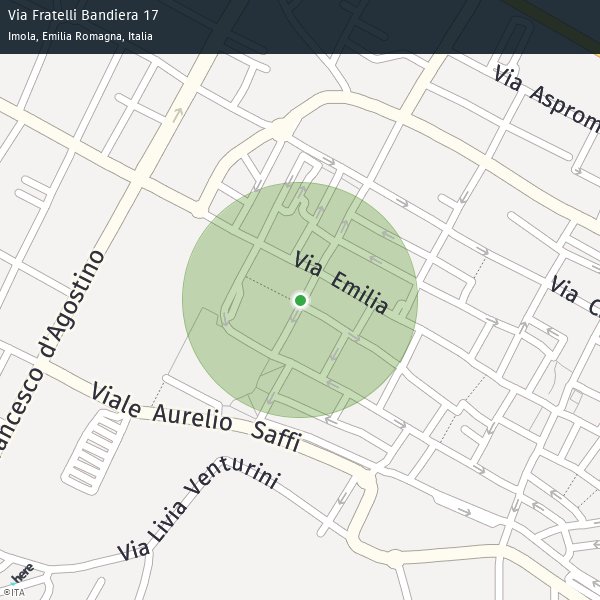 Via Fratelli Bandiera 17
Imola, Emilia Romagna, Italia
Via Asprom
Via Emilia
Via C
ancesco d'Agostino
Viale Aurelio Saffi
Via Livia Venturini
here
©ITA